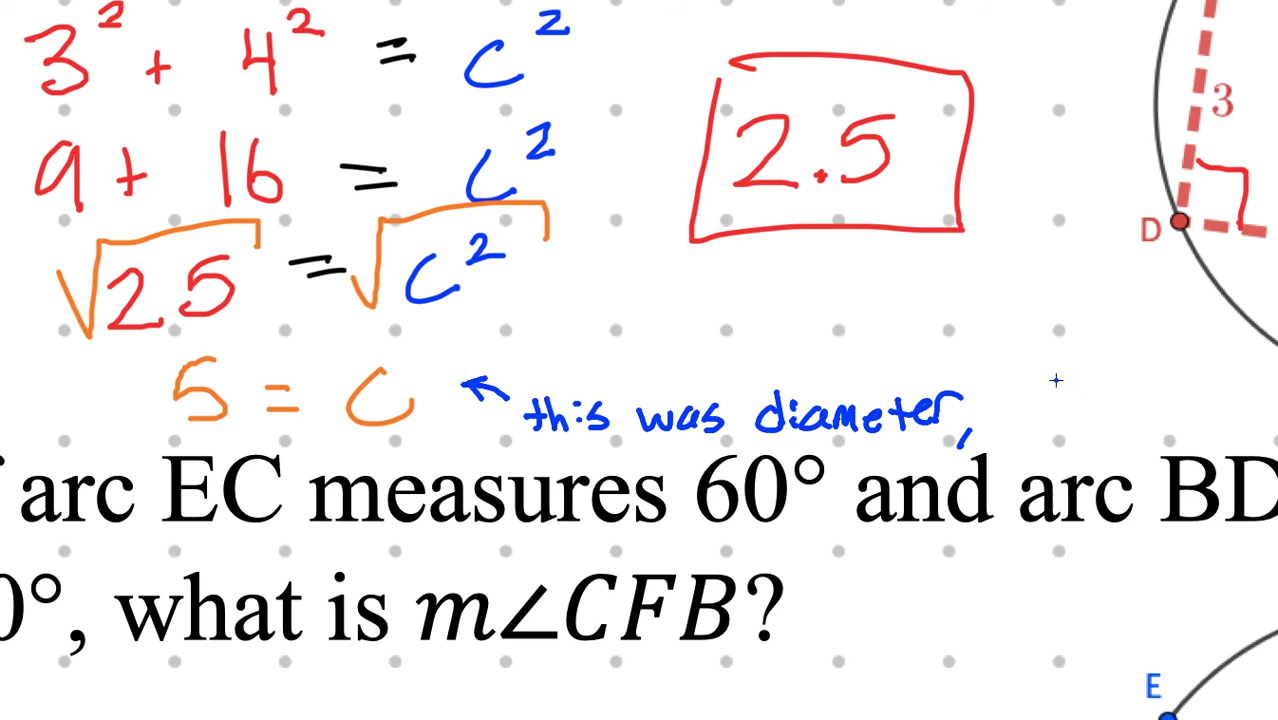 3² + 4² = c²
9 + 16 = c²
√25 = √c²
5 = c
this was diameter,
2.5
3
D
arc EC measures 60° and arc BD
0°, what is m∠CFB?
E